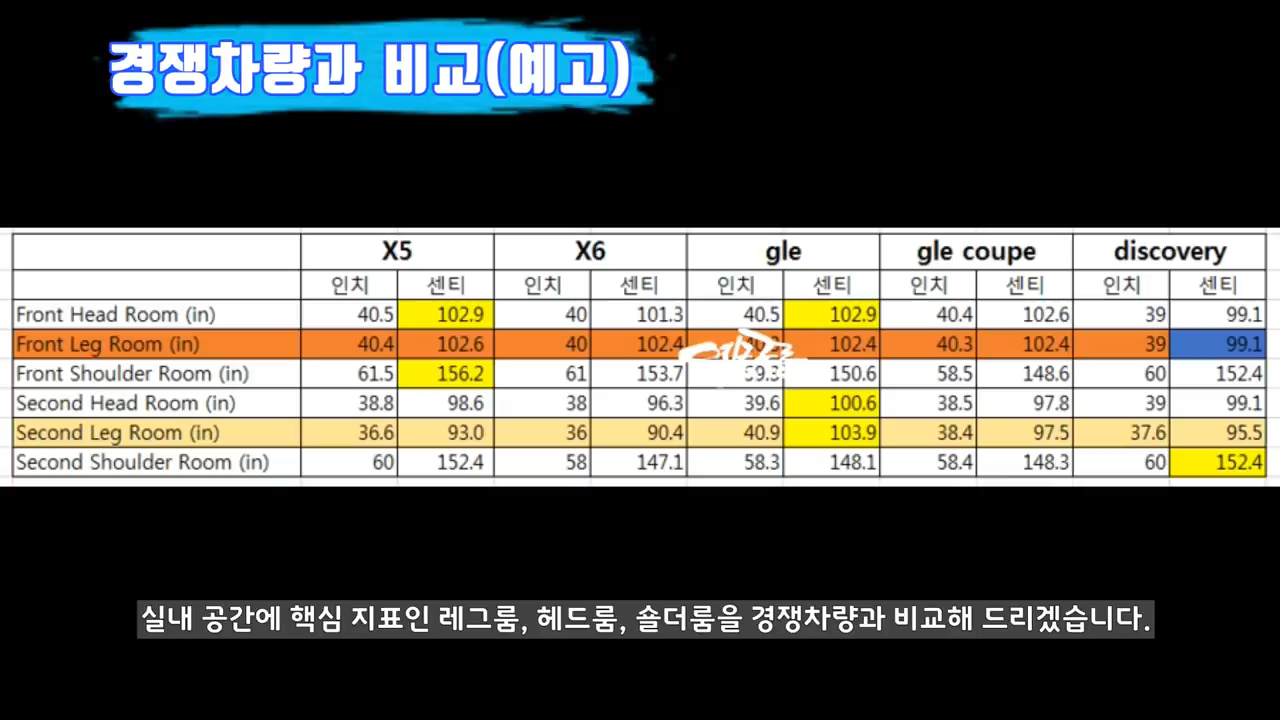 경쟁차량과 비교(예고)
X5 X6 gle gle coupe discovery
인치 센티 인치 센티 인치 센티 인치 센티 인치 센티
Front Head Room (in) 40.5 102.9 40 101.3 40.5 102.9 40.4 102.6 39 99.1
Front Leg Room (in) 40.4 102.6 40 102.4 102.4 40.3 102.4 39 99.1
Front Shoulder Room (in) 61.5 156.2 61 153.7 59.3 150.6 58.5 148.6 60 152.4
Second Head Room (in) 38.8 98.6 38 96.3 39.6 100.6 38.5 97.8 39 99.1
Second Leg Room (in) 36.6 93.0 36 90.4 40.9 103.9 38.4 97.5 37.6 95.5
Second Shoulder Room (in) 60 152.4 58 147.1 58.3 148.1 58.4 148.3 60 152.4
실내 공간에 핵심 지표인 레그룸, 헤드룸, 숄더룸을 경쟁차량과 비교해 드리겠습니다.